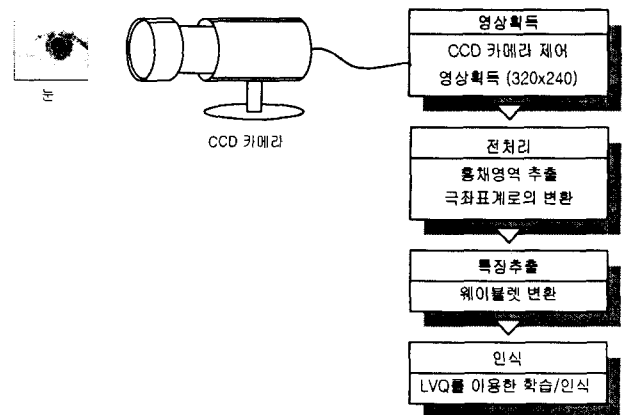 눈
CCD 카메라
영상획득
CCD 카메라 제어
영상획득 (320x240)
전처리
홍채영역 추출
극좌표계로의 변환
특징추출
웨이블렛 변환
인식
LVQ를 이용한 학습/인식